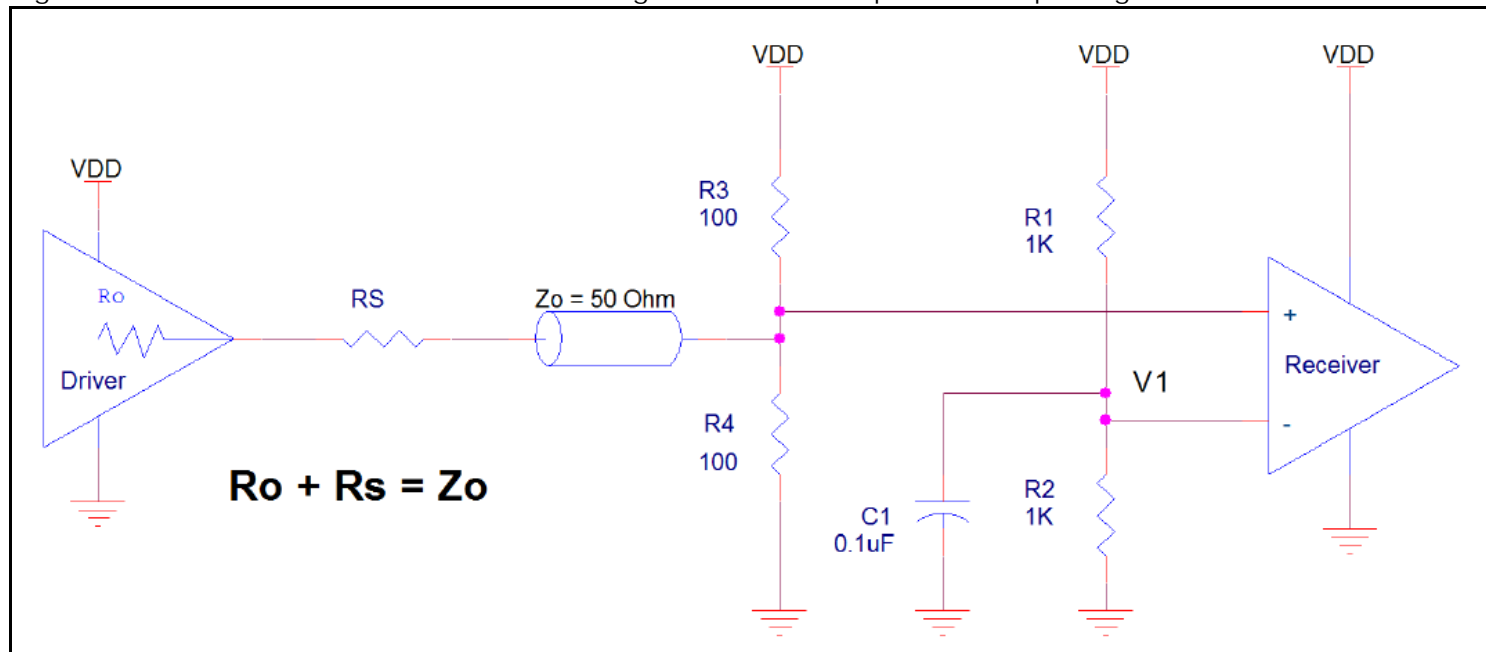 VDD
VDD
VDD
VDD
R3
100
R1
1K
Ro
RS
Zo = 50 Ohm
+
Driver
V1
Receiver
-
R4
100
Ro + Rs = Zo
R2
1K
C1
0.1uF